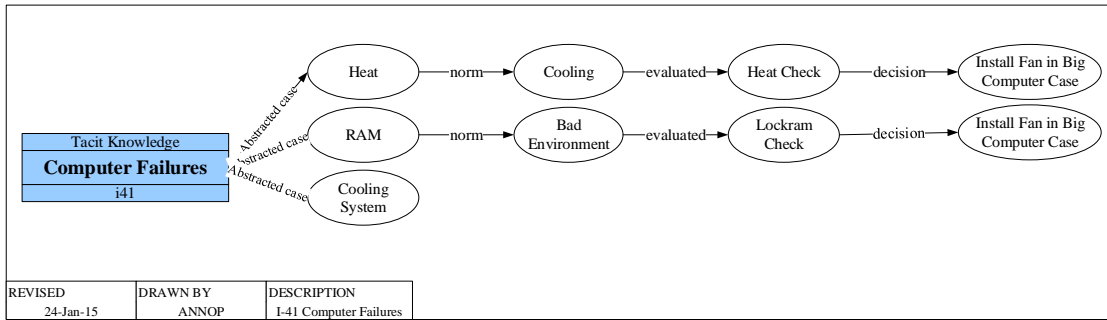 Tacit Knowledge
Computer Failures
i41
Abstracted case
Heat
norm
Cooling
evaluated
Heat Check
decision
Install Fan in Big
Computer Case
bstracted case
RAM
norm
Bad
Environment
evaluated
Lockram
Check
decision
Install Fan in Big
Computer Case
Abstracted case
Cooling
System
REVISED
24-Jan-15
DRAWN BY
ANNOP
DESCRIPTION
I-41 Computer Failures